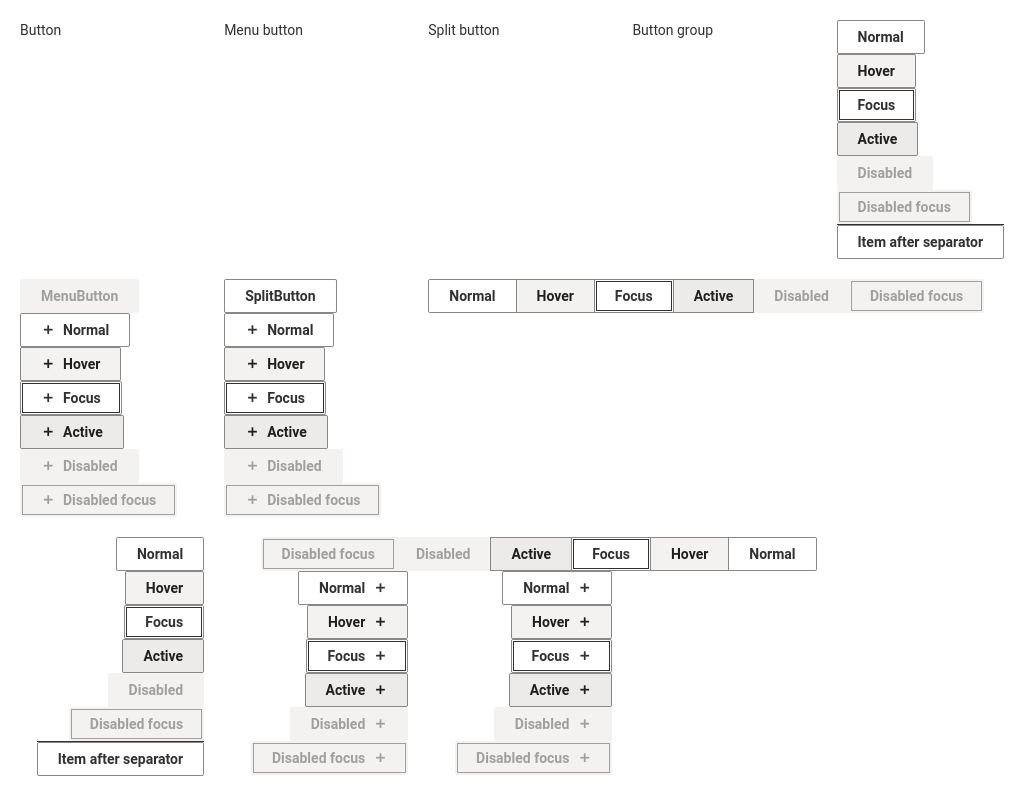 Button
Menu button
Split button
Button group
Normal
Hover
Focus
Active
Disabled
Disabled focus
Item after separator
MenuButton
+ Normal
+ Hover
+ Focus
+ Active
+ Disabled
+ Disabled focus
SplitButton
+ Normal
+ Hover
+ Focus
+ Active
+ Disabled
+ Disabled focus
Normal Hover Focus Active Disabled Disabled focus
Normal
Hover
Focus
Active
Disabled
Disabled focus
Item after separator
Disabled focus Disabled Active Focus Hover Normal
Normal +
Hover +
Focus +
Active +
Disabled +
Disabled focus +
Normal +
Hover +
Focus +
Active +
Disabled +
Disabled focus +